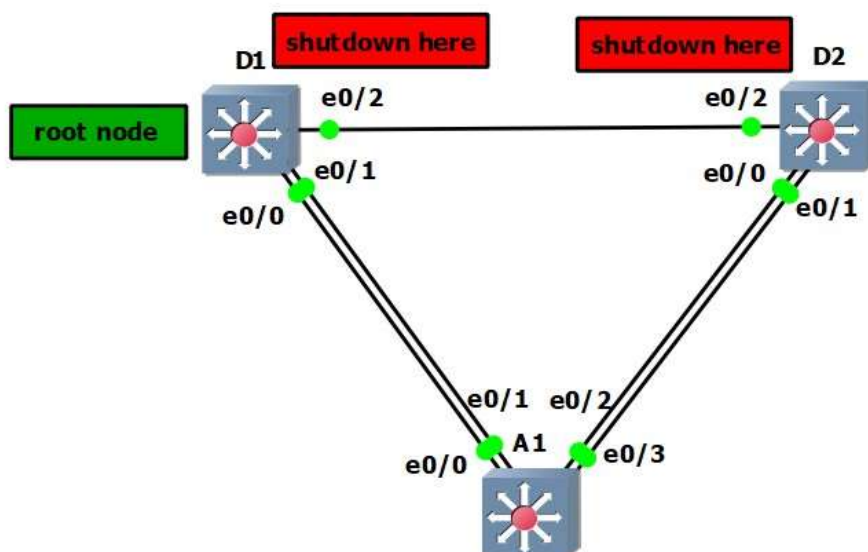 shutdown here
shutdown here
D1
D2
e0/2
e0/2
root node
e0/1
e0/0
e0/0
e0/1
e0/1
e0/2
A1
e0/0
e0/3